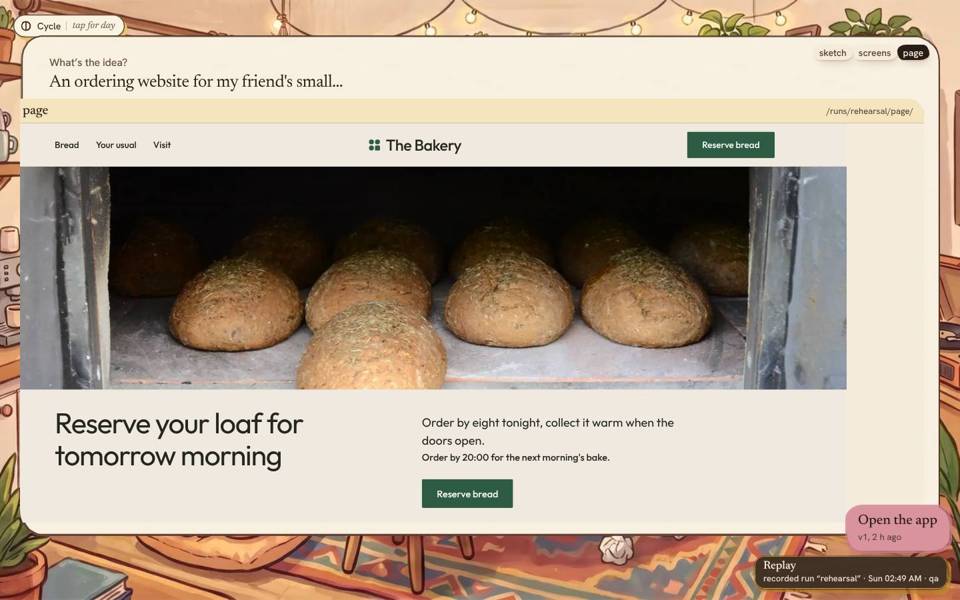 Cycle | tap for day
What's the idea?
An ordering website for my friend's small...
sketch screens page
page
/runs/rehearsal/page/
Bread Your usual Visit
The Bakery
Reserve bread
Reserve your loaf for
tomorrow morning
Order by eight tonight, collect it warm when the
doors open.
Order by 20:00 for the next morning's bake.
Reserve bread
Open the app
v1, 2 h ago
Replay
recorded run “rehearsal” · Sun 02:49 AM · qa